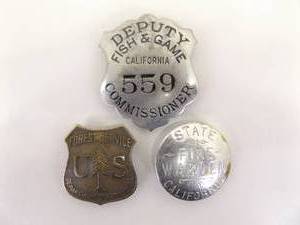 DEPUTY
FISH & GAME
CALIFORNIA
559
COMMISSIONER
FOREST SERVICE
U S
STATE
FIRE
WARDEN
CALIFORNIA